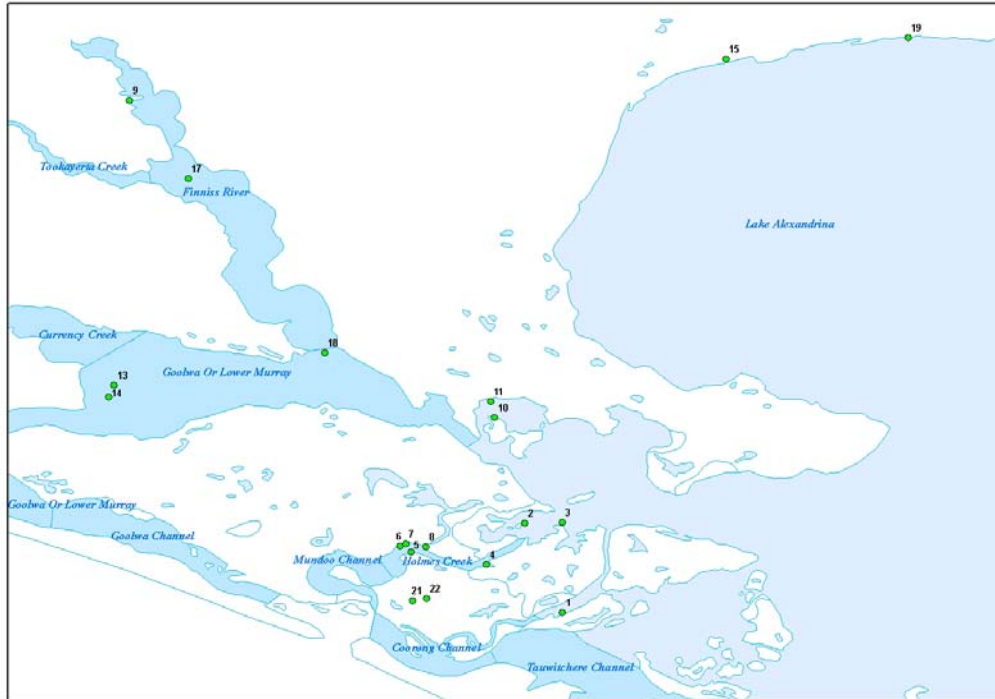 19
15
9
Tookayerta Creek
17
Finniss River
Lake Alexandrina
18
Currency Creek
Goolwa Or Lower Murray
13
14
11
10
Goolwa Or Lower Murray
Goolwa Channel
2
3
6
7
5
8
Mundoo Channel
Holmes Creek
4
21
22
1
Coorong Channel
Tauwitchere Channel